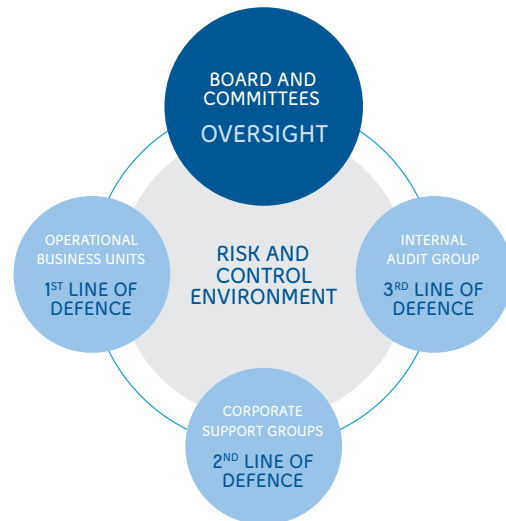 BOARD AND
COMMITTEES
OVERSIGHT
OPERATIONAL
BUSINESS UNITS
1ST LINE OF
DEFENCE
RISK AND
CONTROL
ENVIRONMENT
INTERNAL
AUDIT GROUP
3RD LINE OF
DEFENCE
CORPORATE
SUPPORT GROUPS
2ND LINE OF
DEFENCE